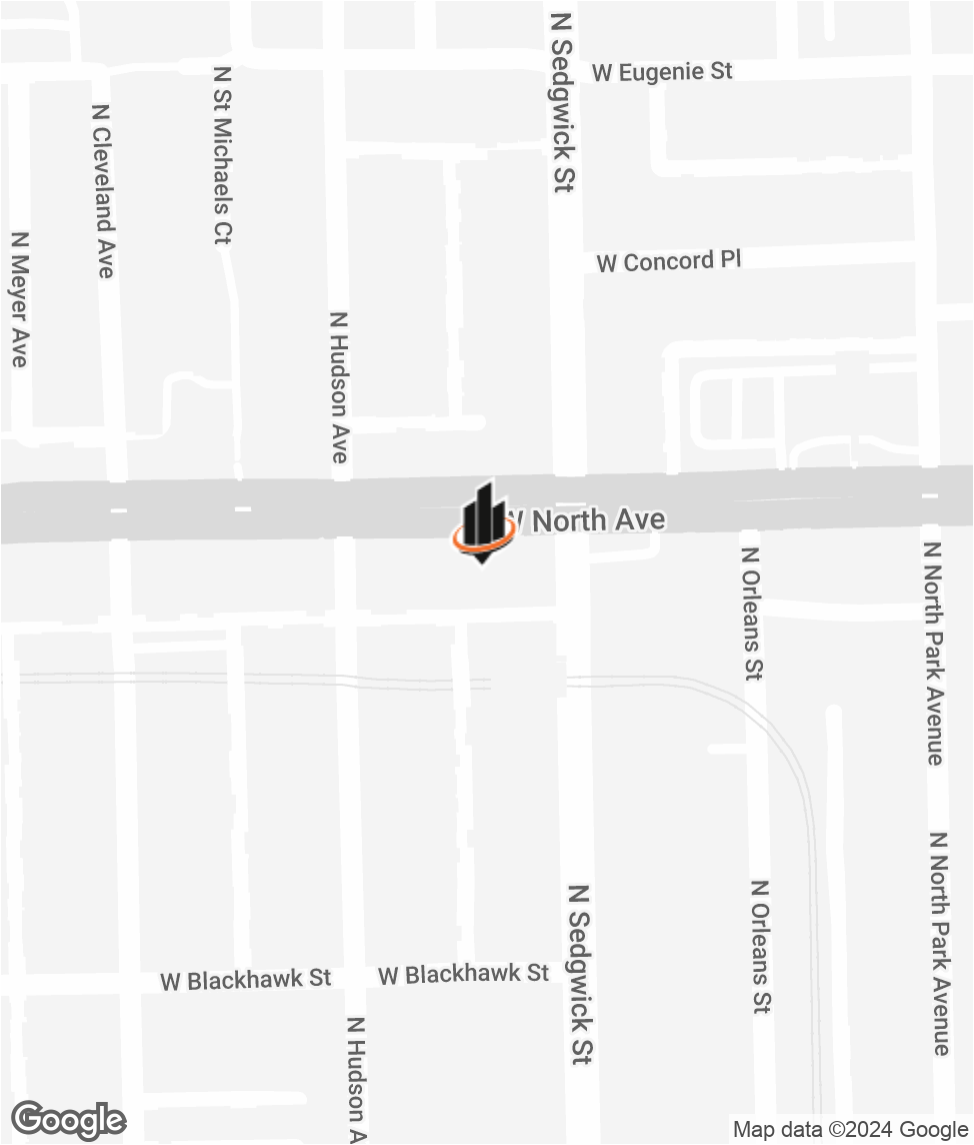 N Sedgwick St
W Eugenie St
N St Michaels Ct
N Cleveland Ave
N Meyer Ave
W Concord Pl
N Hudson Ave
W North Ave
N Orleans St
N North Park Avenue
N North Park Avenue
N Sedgwick St
N Orleans St
W Blackhawk St
W Blackhawk St
N Hudson A
Google
Map data ©2024 Google